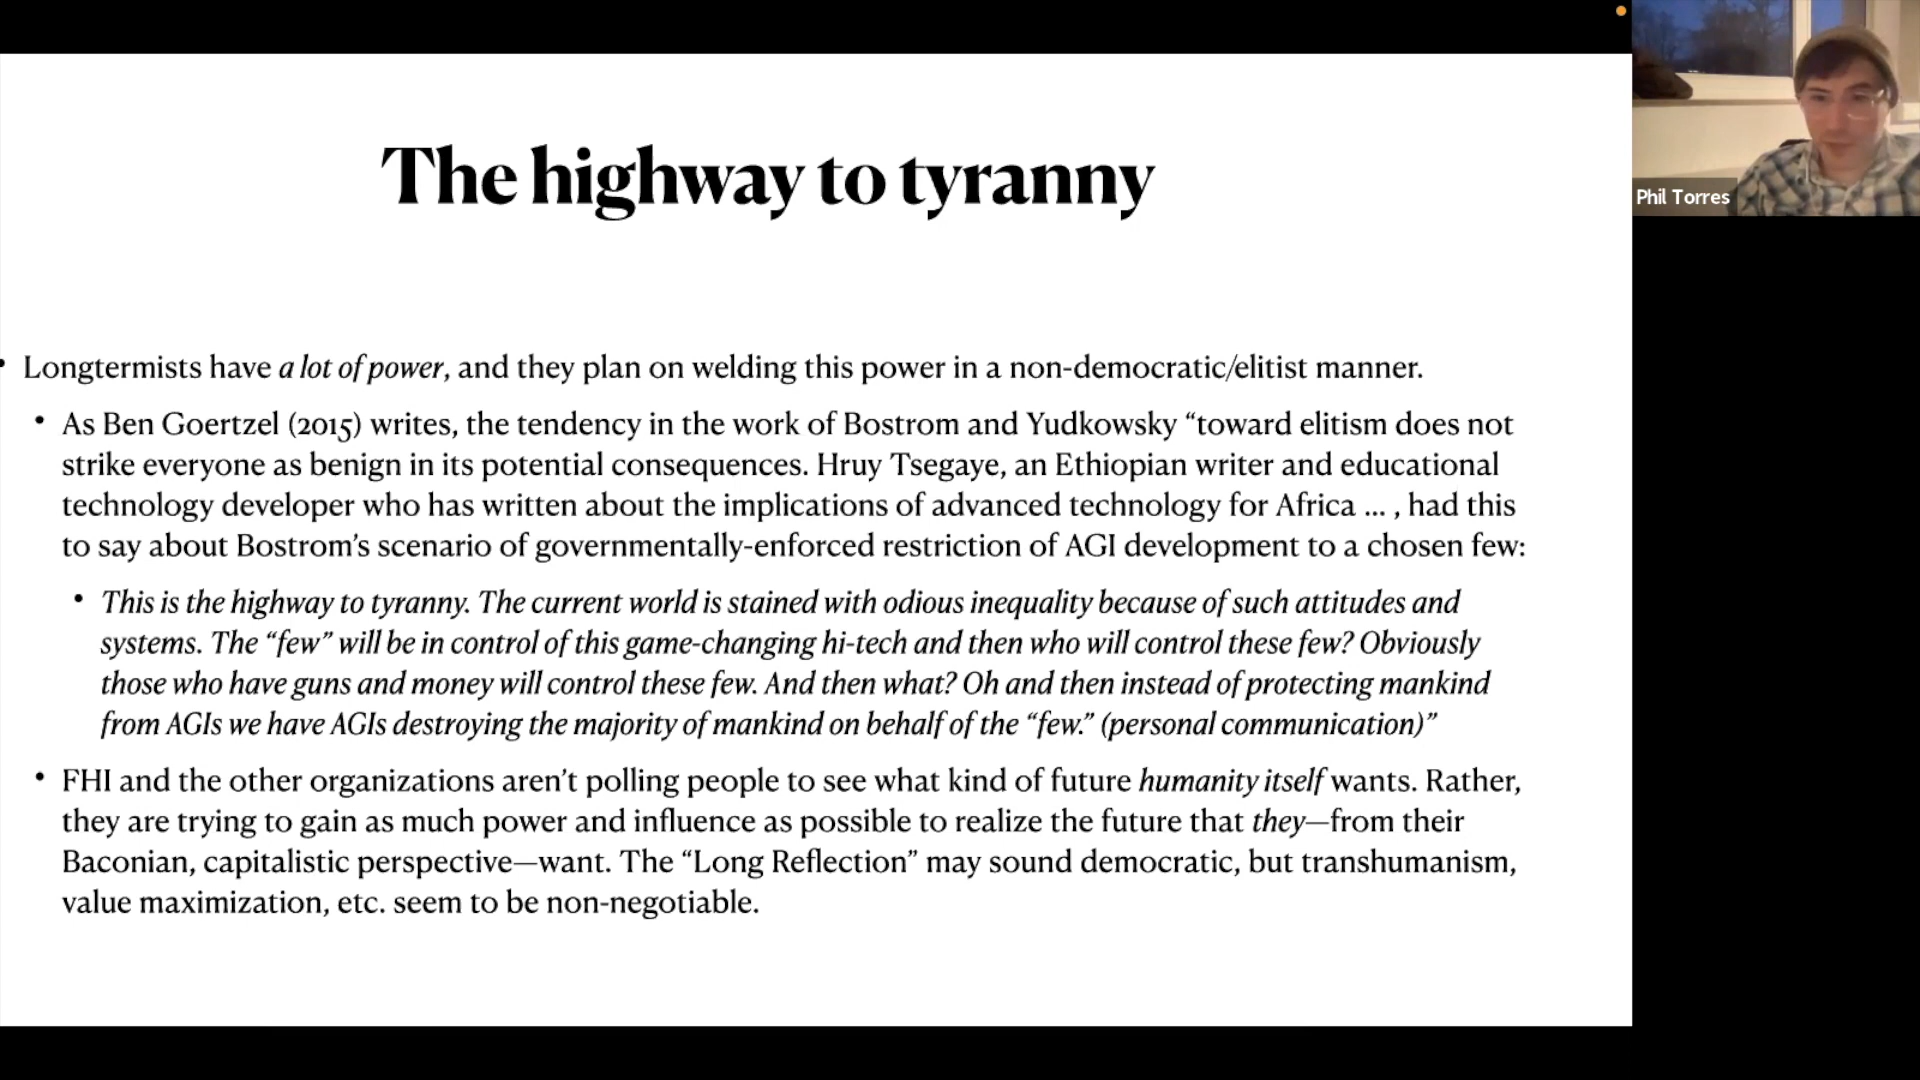 The highway to tyranny
Phil Torres
• Longtermists have a lot of power, and they plan on welding this power in a non-democratic/elitist manner.
• As Ben Goertzel (2015) writes, the tendency in the work of Bostrom and Yudkowsky “toward elitism does not
strike everyone as benign in its potential consequences. Hruy Tsegaye, an Ethiopian writer and educational
technology developer who has written about the implications of advanced technology for Africa ... , had this
to say about Bostrom’s scenario of governmentally-enforced restriction of AGI development to a chosen few:
• This is the highway to tyranny. The current world is stained with odious inequality because of such attitudes and
systems. The “few” will be in control of this game-changing hi-tech and then who will control these few? Obviously
those who have guns and money will control these few. And then what? Oh and then instead of protecting mankind
from AGIs we have AGIs destroying the majority of mankind on behalf of the “few.” (personal communication)”
• FHI and the other organizations aren’t polling people to see what kind of future humanity itself wants. Rather,
they are trying to gain as much power and influence as possible to realize the future that they—from their
Baconian, capitalistic perspective—want. The “Long Reflection” may sound democratic, but transhumanism,
value maximization, etc. seem to be non-negotiable.